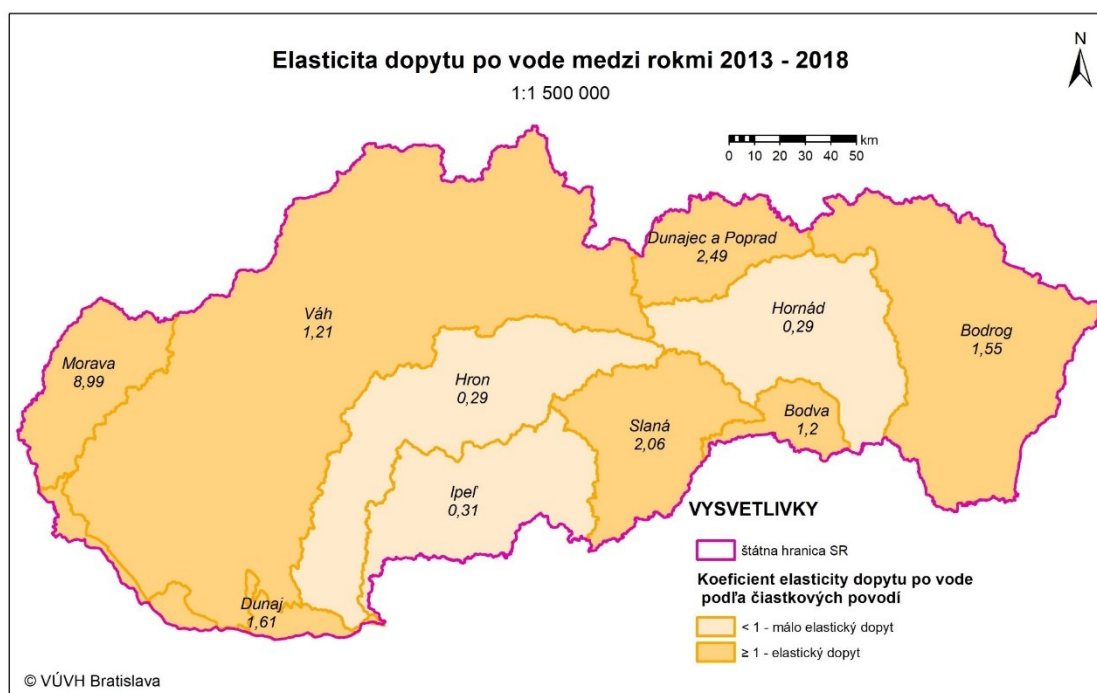 Elasticita dopytu po vode medzi rokmi 2013 - 2018
1:1 500 000
N
km
0 10 20 30 40 50
Dunajec a Poprad
2,49
Váh
1,21
Hornád
0,29
Bodrog
1,55
Morava
8,99
Hron
0,29
Slaná
2,06
Bodva
1,2
Ipeľ
0,31
Dunaj
1,61
VYSVETLIVKY
štátna hranica SR
Koeficient elasticity dopytu po vode
podľa čiastkových povodí
< 1 - málo elastický dopyt
≥ 1 - elastický dopyt
© VÚVH Bratislava